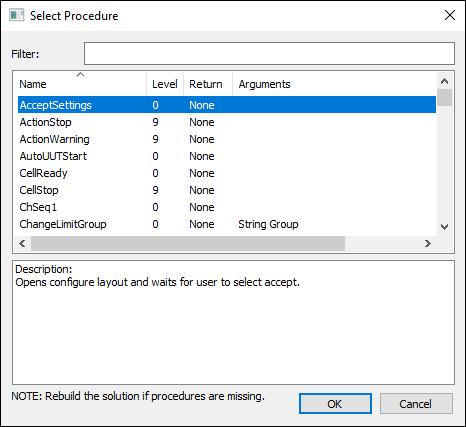 Select Procedure
Filter:
Name Level Return Arguments
AcceptSettings 0 None
ActionStop 9 None
ActionWarning 9 None
AutoUUTStart 0 None
CellReady 0 None
CellStop 9 None
ChSeq1 0 None
ChangeLimitGroup 0 None String Group
Description:
Opens configure layout and waits for user to select accept.
NOTE: Rebuild the solution if procedures are missing.
OK Cancel